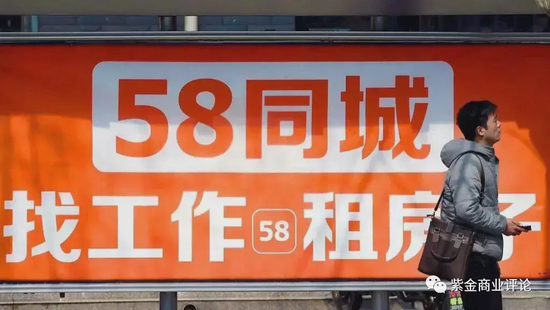 58同城
找工作 58 租房子
紫金商业评论